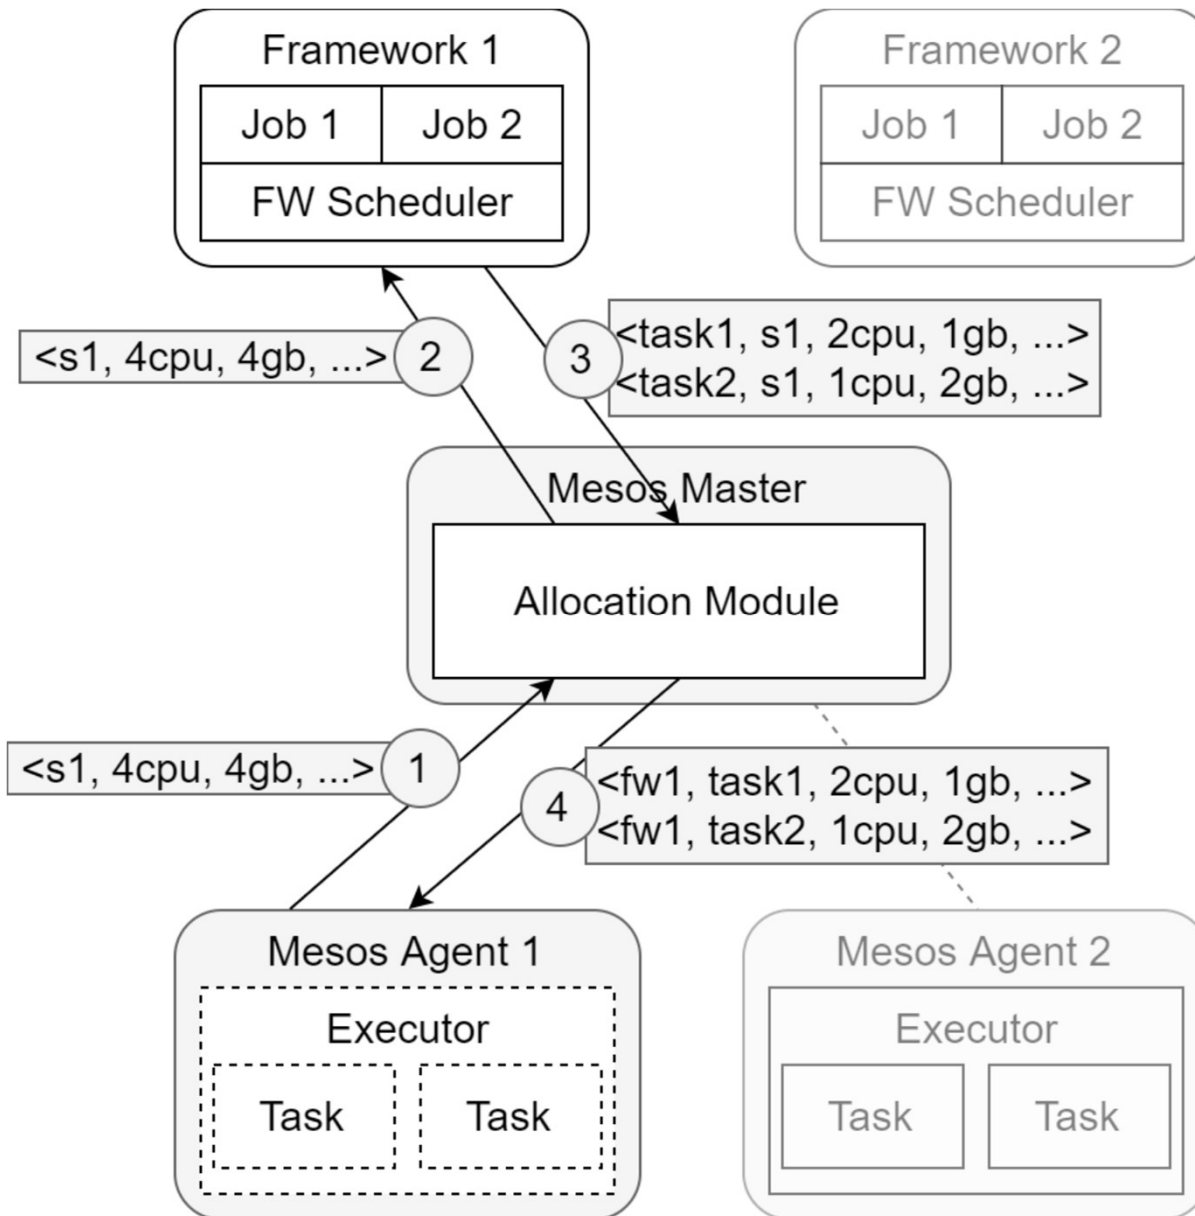 Framework 1
Job 1
Job 2
FW Scheduler
Framework 2
Job 1
Job 2
FW Scheduler
<s1, 4cpu, 4gb, ...>
2
3
<task1, s1, 2cpu, 1gb, ...>
<task2, s1, 1cpu, 2gb, ...>
Mesos Master
Allocation Module
<s1, 4cpu, 4gb, ...>
1
4
<fw1, task1, 2cpu, 1gb, ...>
<fw1, task2, 1cpu, 2gb, ...>
Mesos Agent 1
Executor
Task
Task
Mesos Agent 2
Executor
Task
Task